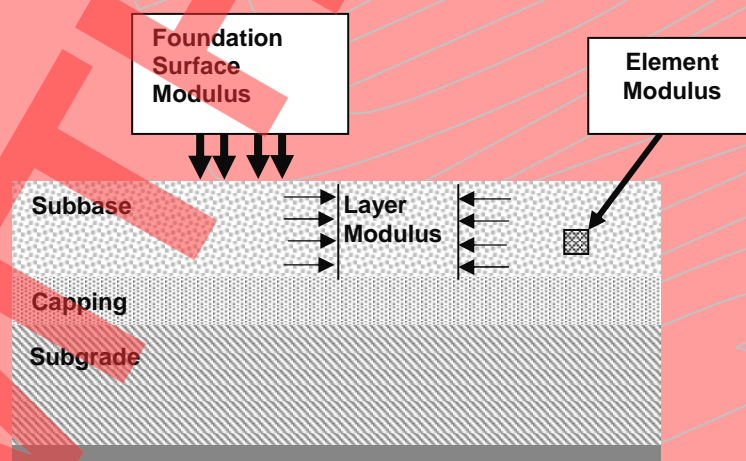 Foundation
Surface
Modulus
Element
Modulus
Subbase
Layer
Modulus
Capping
Subgrade